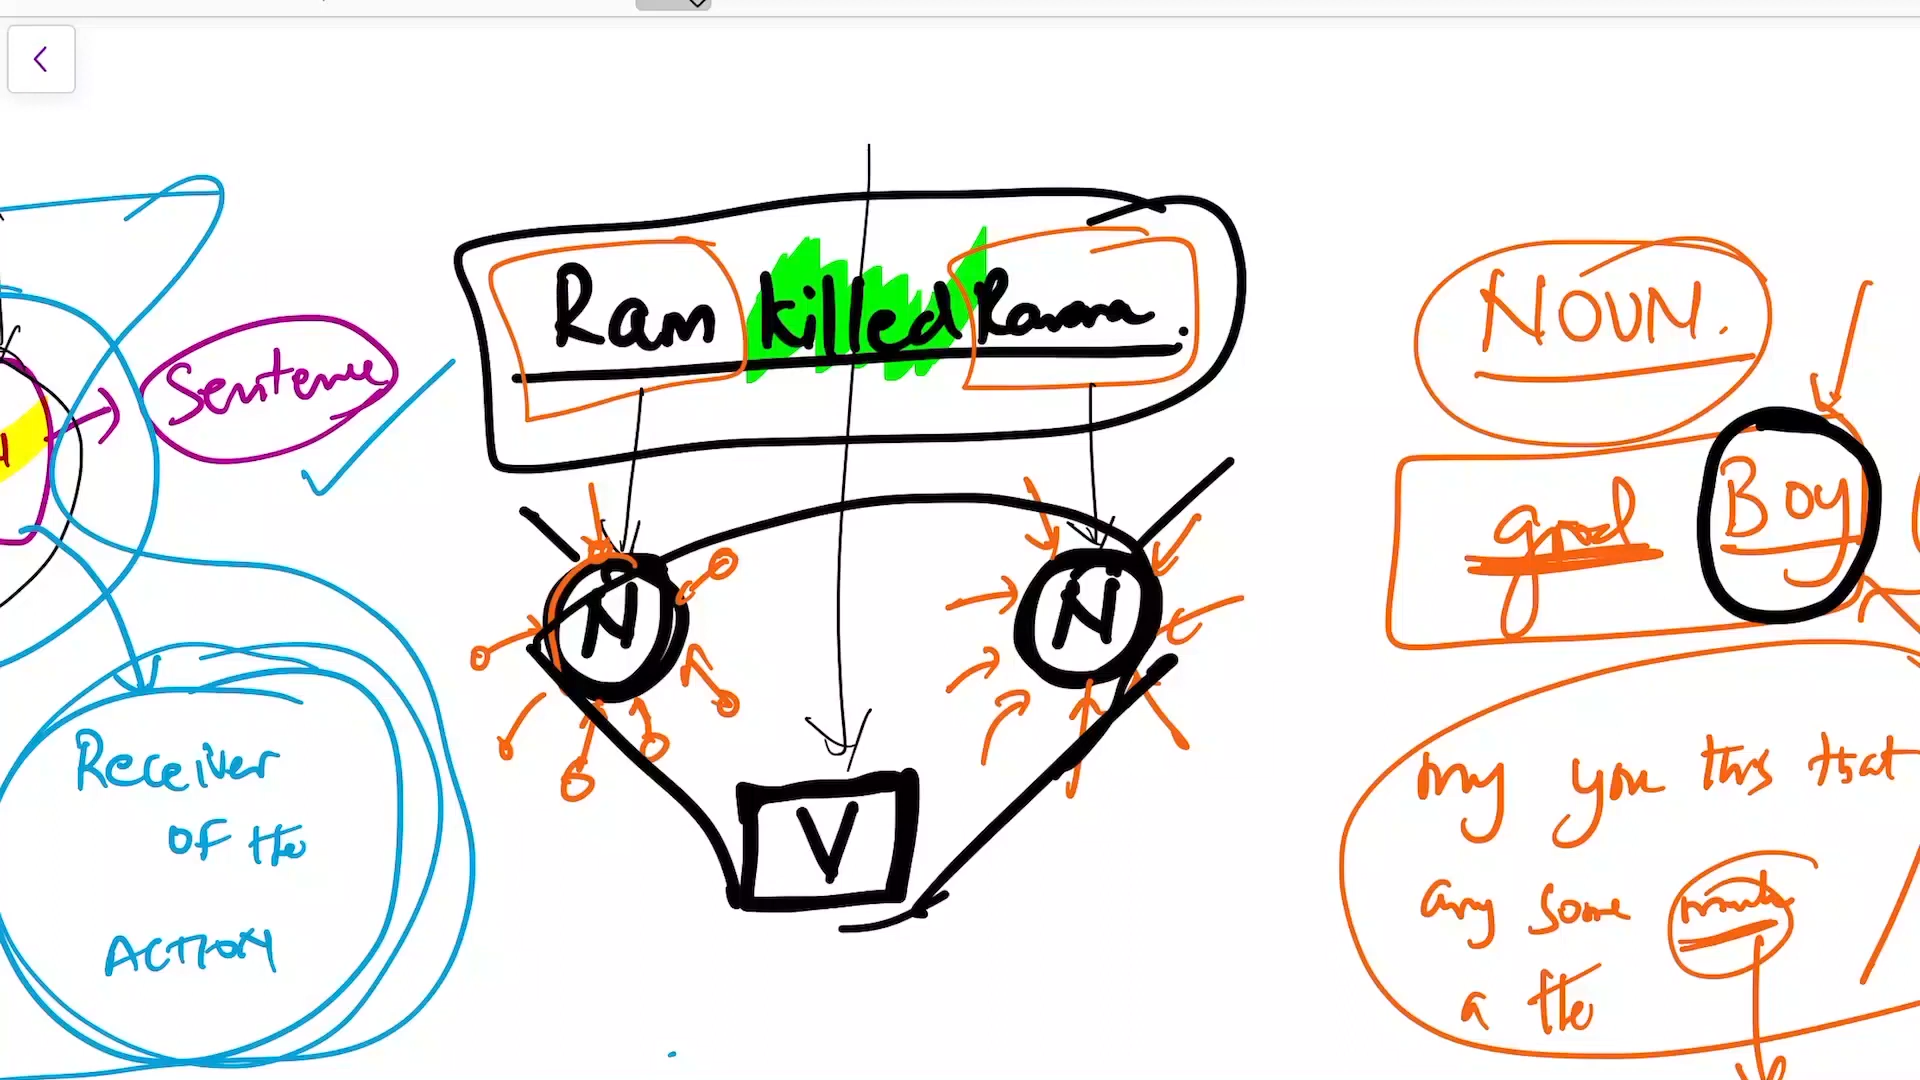 Sentence
Receiver
OF the
ACTION
Ram killed Ravana.
N
N
V
NOUN.
good Boy
my you this that
any some
a the